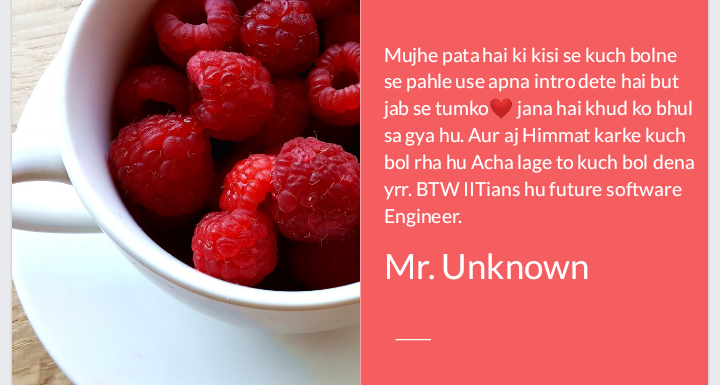 Mujhe pata hai ki kisi se kuch bolne
se pahle use apna intro dete hai but
jab se tumko❤️ jana hai khud ko bhul
sa gya hu. Aur aj Himmat karke kuch
bol rha hu Acha lage to kuch bol dena
yrr. BTW IITians hu future software
Engineer.
Mr. Unknown